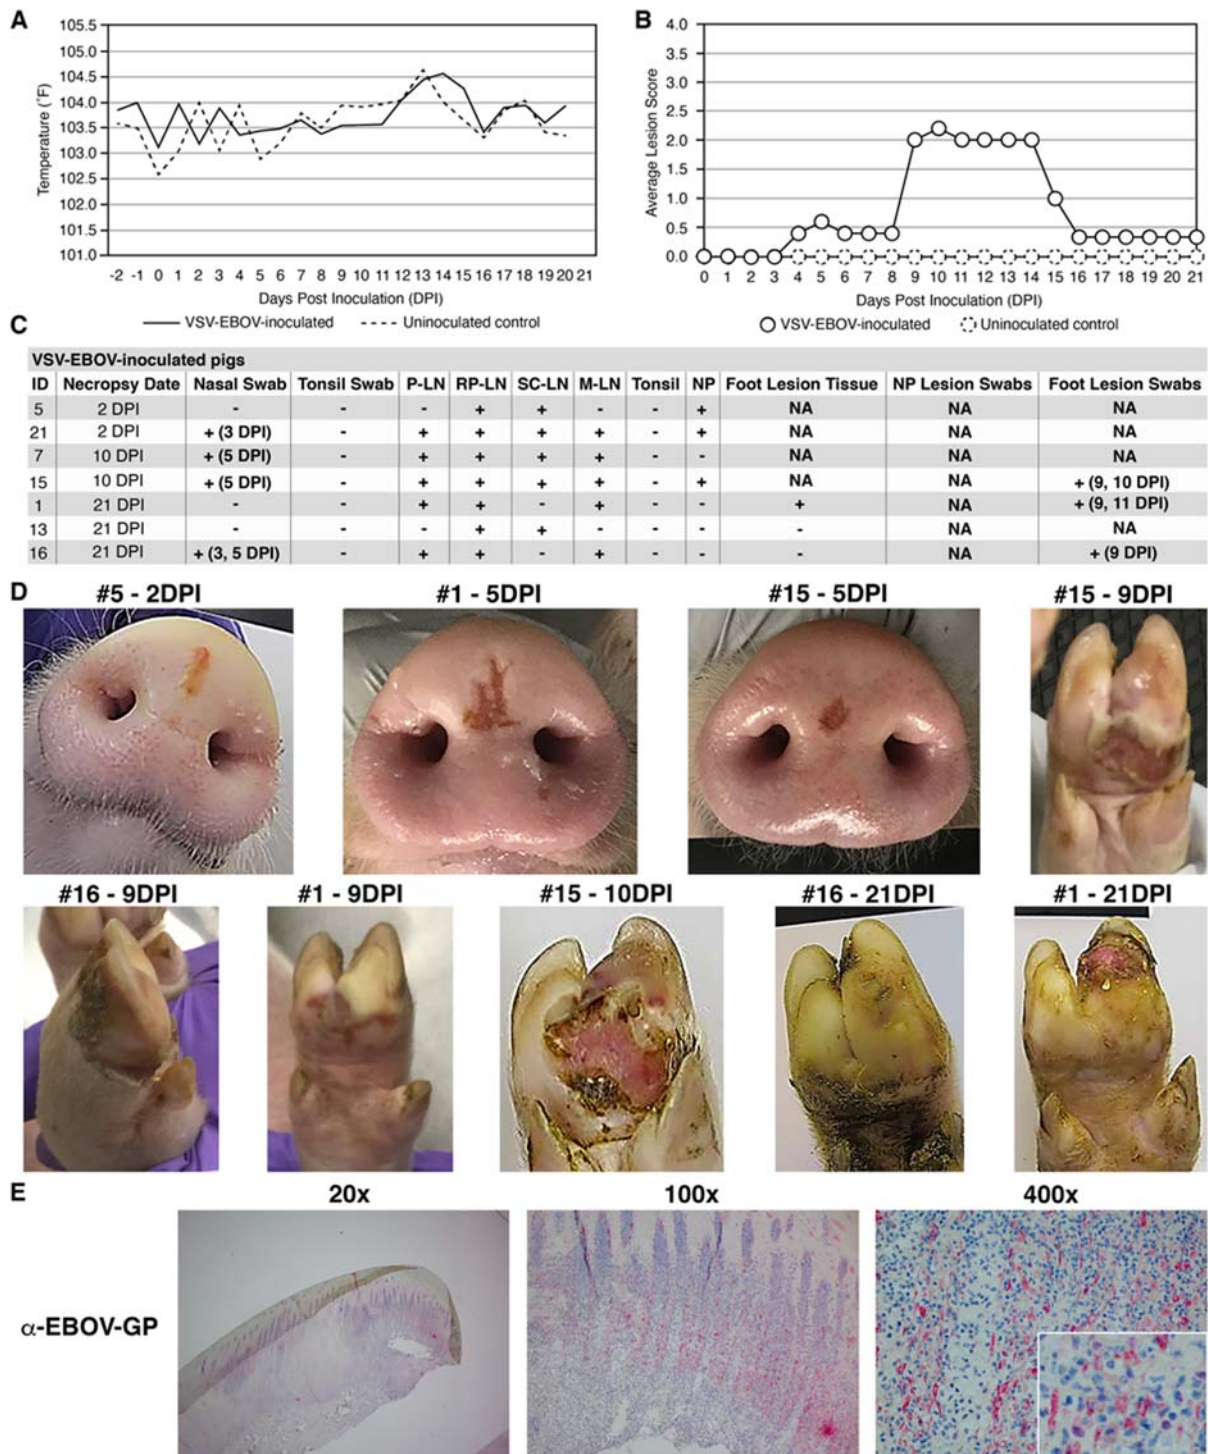 A
105.5
105.0
104.5
104.0
103.5
103.0
102.5
102.0
101.5
101.0
Temperature (°F)
-2 -1 0 1 2 3 4 5 6 7 8 9 10 11 12 13 14 15 16 17 18 19 20 21
Days Post Inoculation (DPI)
VSV-EBOV-inoculated Uninoculated control
B
4.0
3.5
3.0
2.5
2.0
1.5
1.0
0.5
0.0
Average Lesion Score
0 1 2 3 4 5 6 7 8 9 10 11 12 13 14 15 16 17 18 19 20 21
Days Post Inoculation (DPI)
VSV-EBOV-inoculated Uninoculated control
C
VSV-EBOV-inoculated pigs
ID Necropsy Date Nasal Swab Tonsil Swab P-LN RP-LN SC-LN M-LN Tonsil NP Foot Lesion Tissue NP Lesion Swabs Foot Lesion Swabs
5 2 DPI - - - + + - - + NA NA NA
21 2 DPI + (3 DPI) - + + + + - + NA NA NA
7 10 DPI + (5 DPI) - + + + + - - NA NA NA
15 10 DPI + (5 DPI) - + + + + - + NA NA + (9, 10 DPI)
1 21 DPI - - + + - + - - + NA + (9, 11 DPI)
13 21 DPI - - - + + - - - - NA NA
16 21 DPI + (3, 5 DPI) - + + - + - - - NA + (9 DPI)
D
#5 - 2DPI #1 - 5DPI #15 - 5DPI #15 - 9DPI
#16 - 9DPI #1 - 9DPI #15 - 10DPI #16 - 21DPI #1 - 21DPI
E
20x 100x 400x
α-EBOV-GP